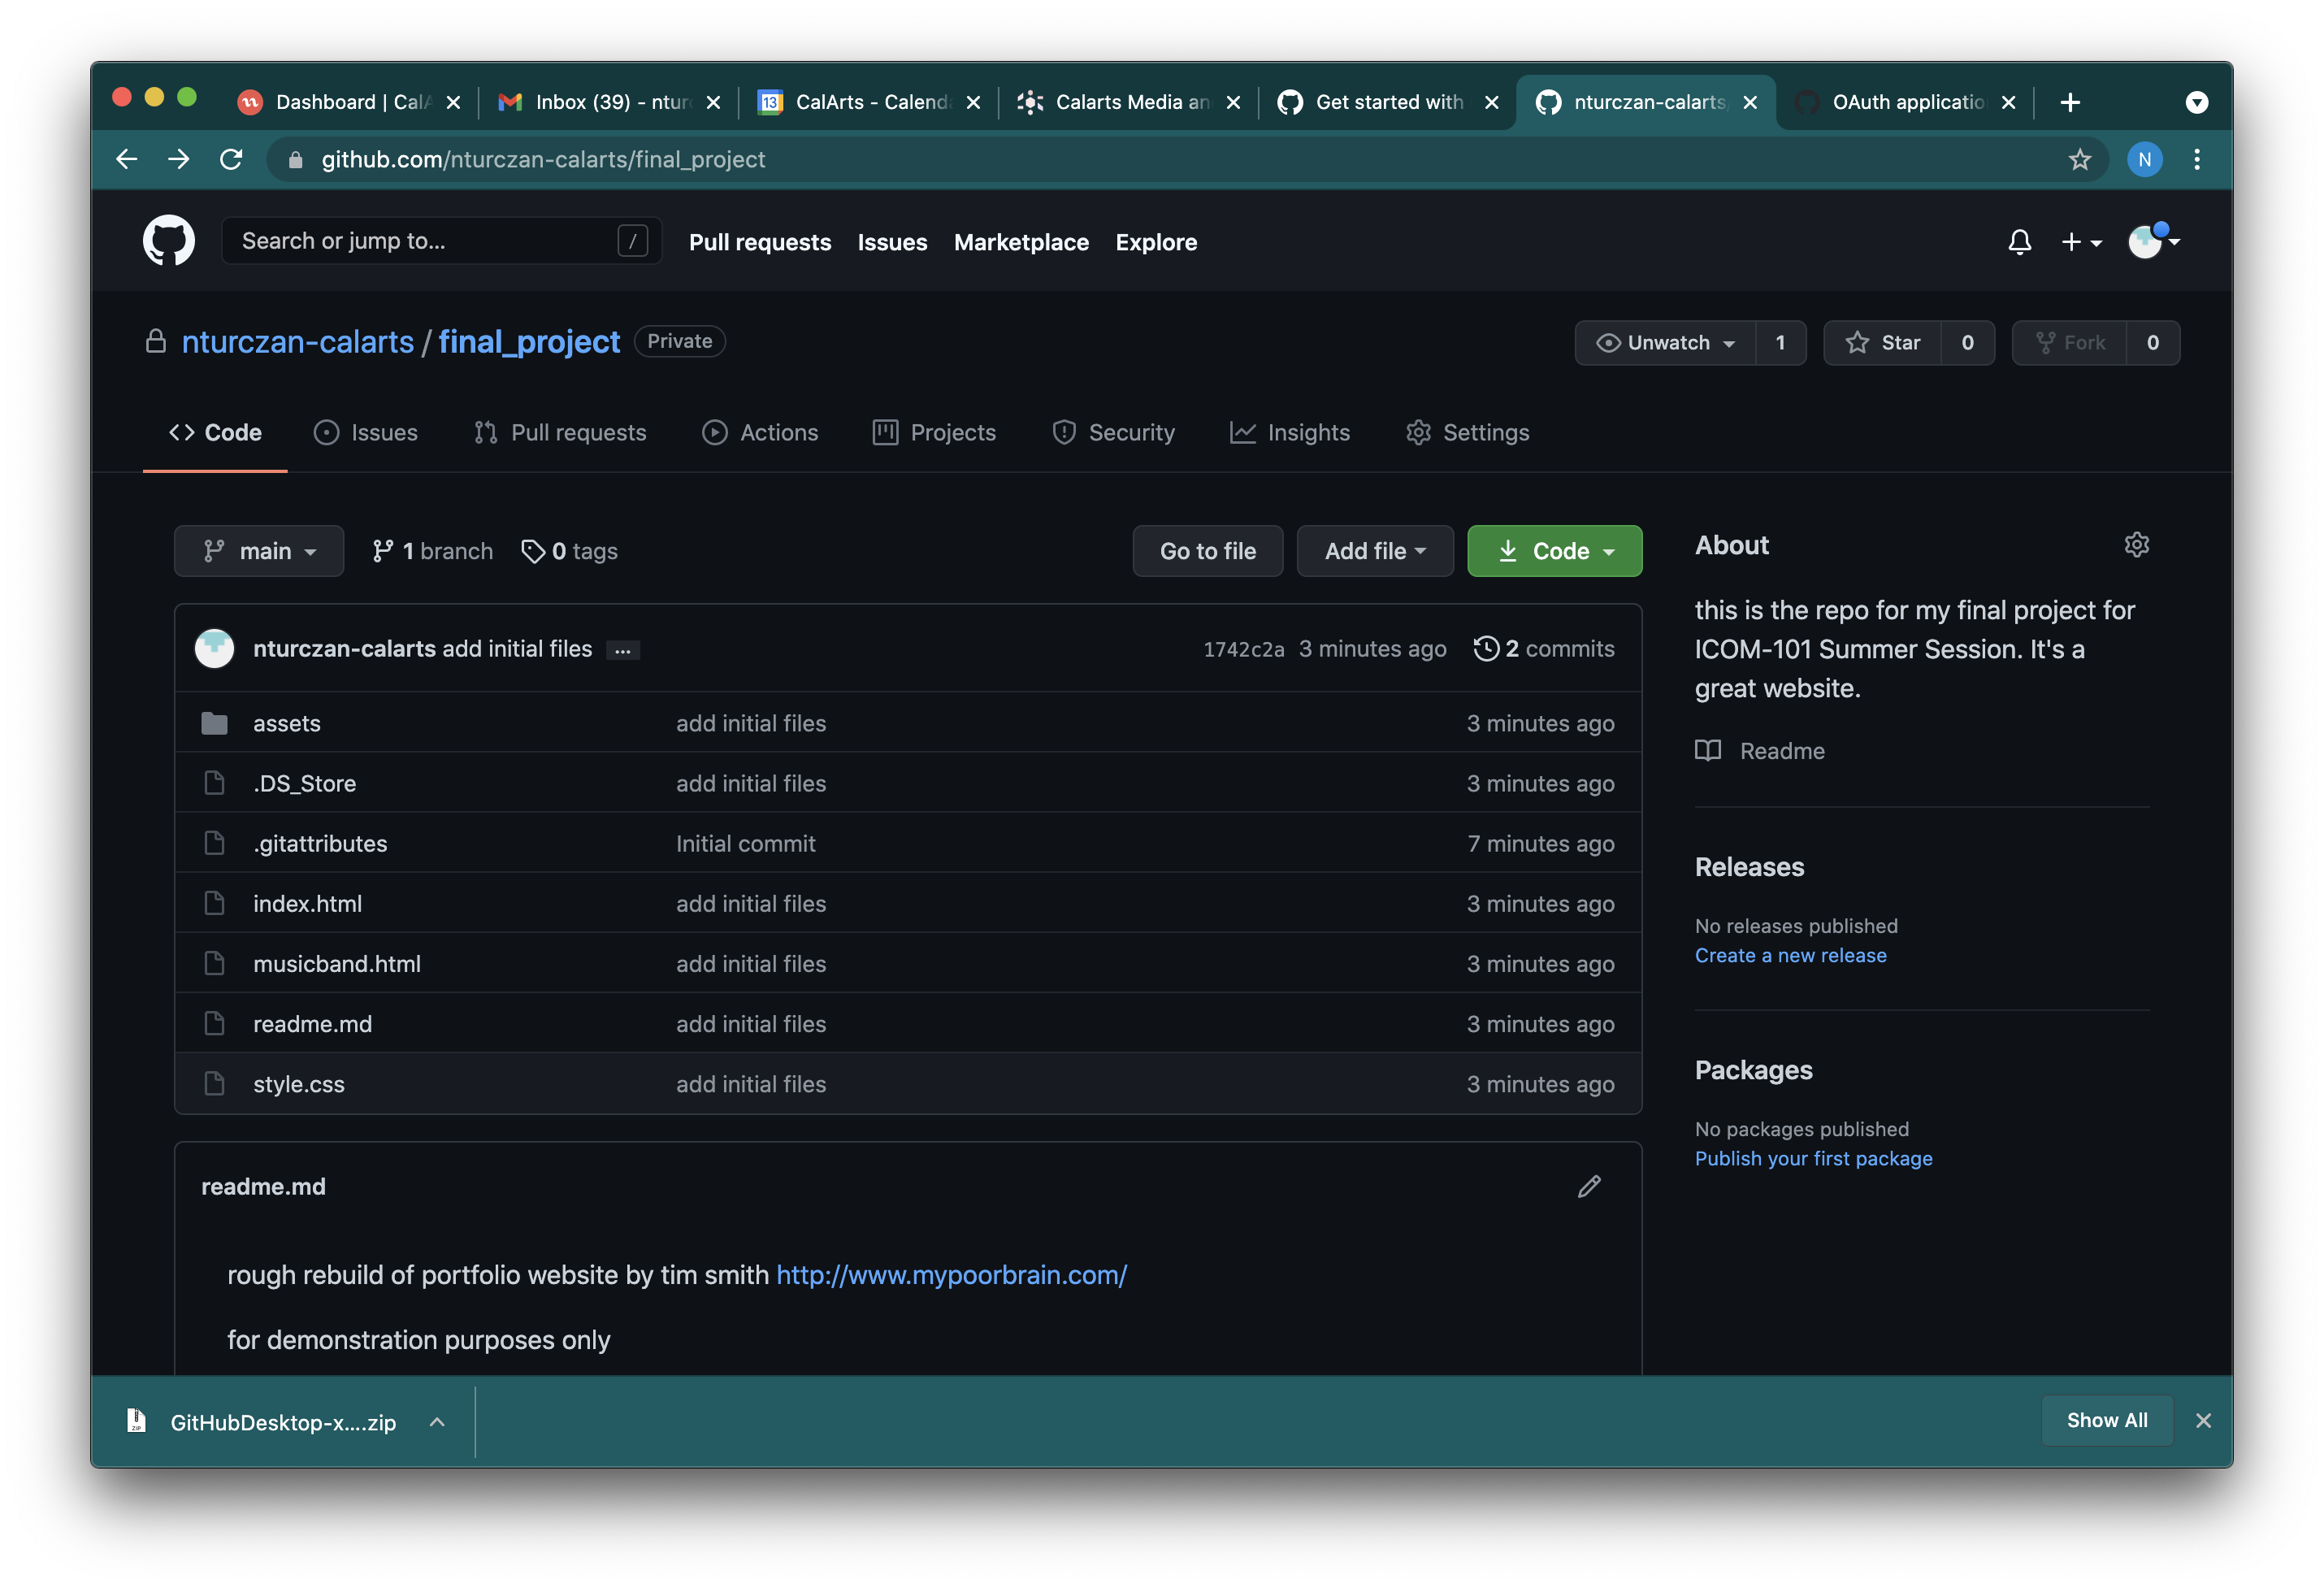 Dashboard | CalA
Inbox (39) - ntur
13
CalArts - Calenda
Calarts Media an
Get started with
nturczan-calarts
OAuth applicatio
github.com/nturczan-calarts/final_project
N
Search or jump to...
/
Pull requests
Issues
Marketplace
Explore
nturczan-calarts / final_project
Private
Unwatch 1
Star 0
Fork 0
Code
Issues
Pull requests
Actions
Projects
Security
Insights
Settings
main
1 branch
0 tags
Go to file
Add file
Code
nturczan-calarts add initial files ...
1742c2a 3 minutes ago
2 commits
assets add initial files 3 minutes ago
.DS_Store add initial files 3 minutes ago
.gitattributes Initial commit 7 minutes ago
index.html add initial files 3 minutes ago
musicband.html add initial files 3 minutes ago
readme.md add initial files 3 minutes ago
style.css add initial files 3 minutes ago
About
this is the repo for my final project for
ICOM-101 Summer Session. It's a
great website.
Readme
Releases
No releases published
Create a new release
Packages
No packages published
Publish your first package
readme.md
rough rebuild of portfolio website by tim smith http://www.mypoorbrain.com/
for demonstration purposes only
ZIP
GitHubDesktop-x....zip
Show All